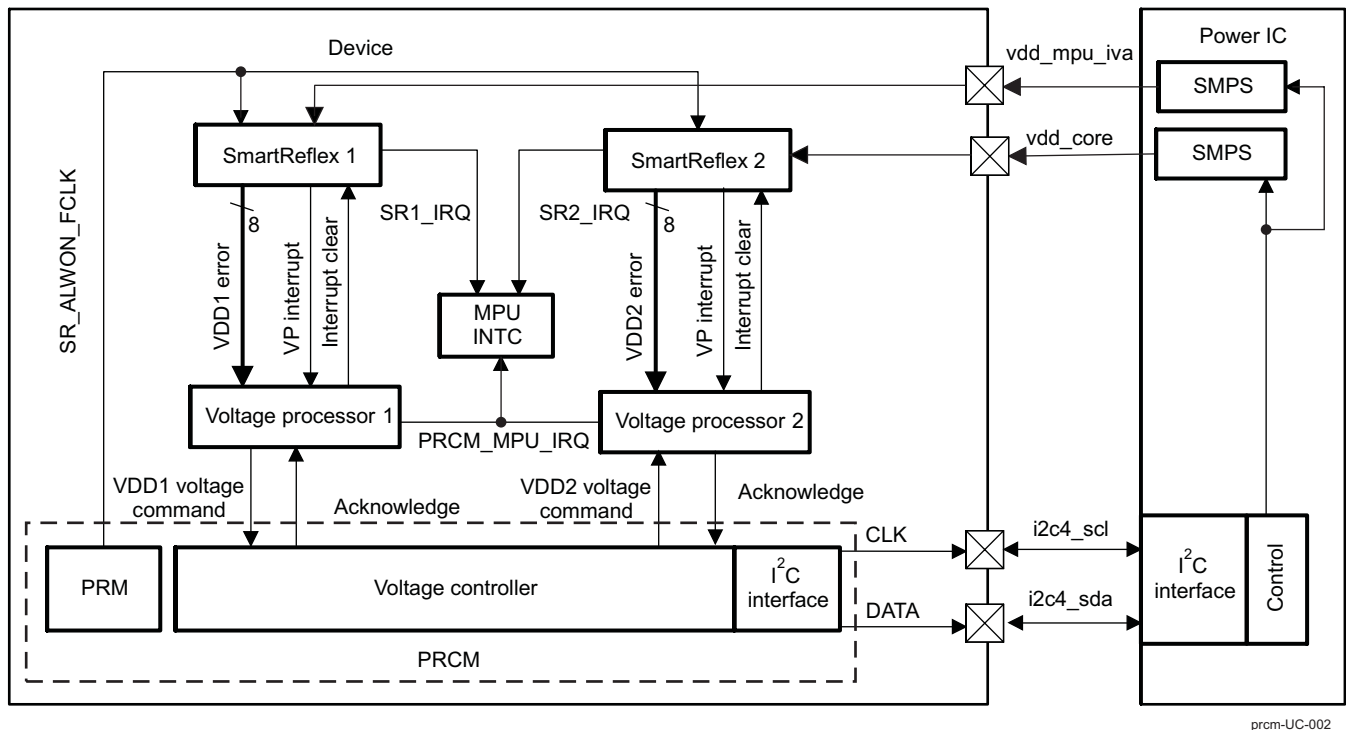 Device
Power IC
vdd_mpu_iva
SMPS
vdd_core
SMPS
SmartReflex 1
SmartReflex 2
SR_ALWON_FCLK
8
VDD1 error
VP interrupt
Interrupt clear
SR1_IRQ
SR2_IRQ
8
VDD2 error
VP interrupt
Interrupt clear
MPU
INTC
Voltage processor 1
PRCM_MPU_IRQ
Voltage processor 2
VDD1 voltage
command
Acknowledge
VDD2 voltage
command
Acknowledge
CLK
i2c4_scl
PRM
Voltage controller
I2C
interface
DATA
i2c4_sda
I2C
interface
Control
PRCM
prcm-UC-002